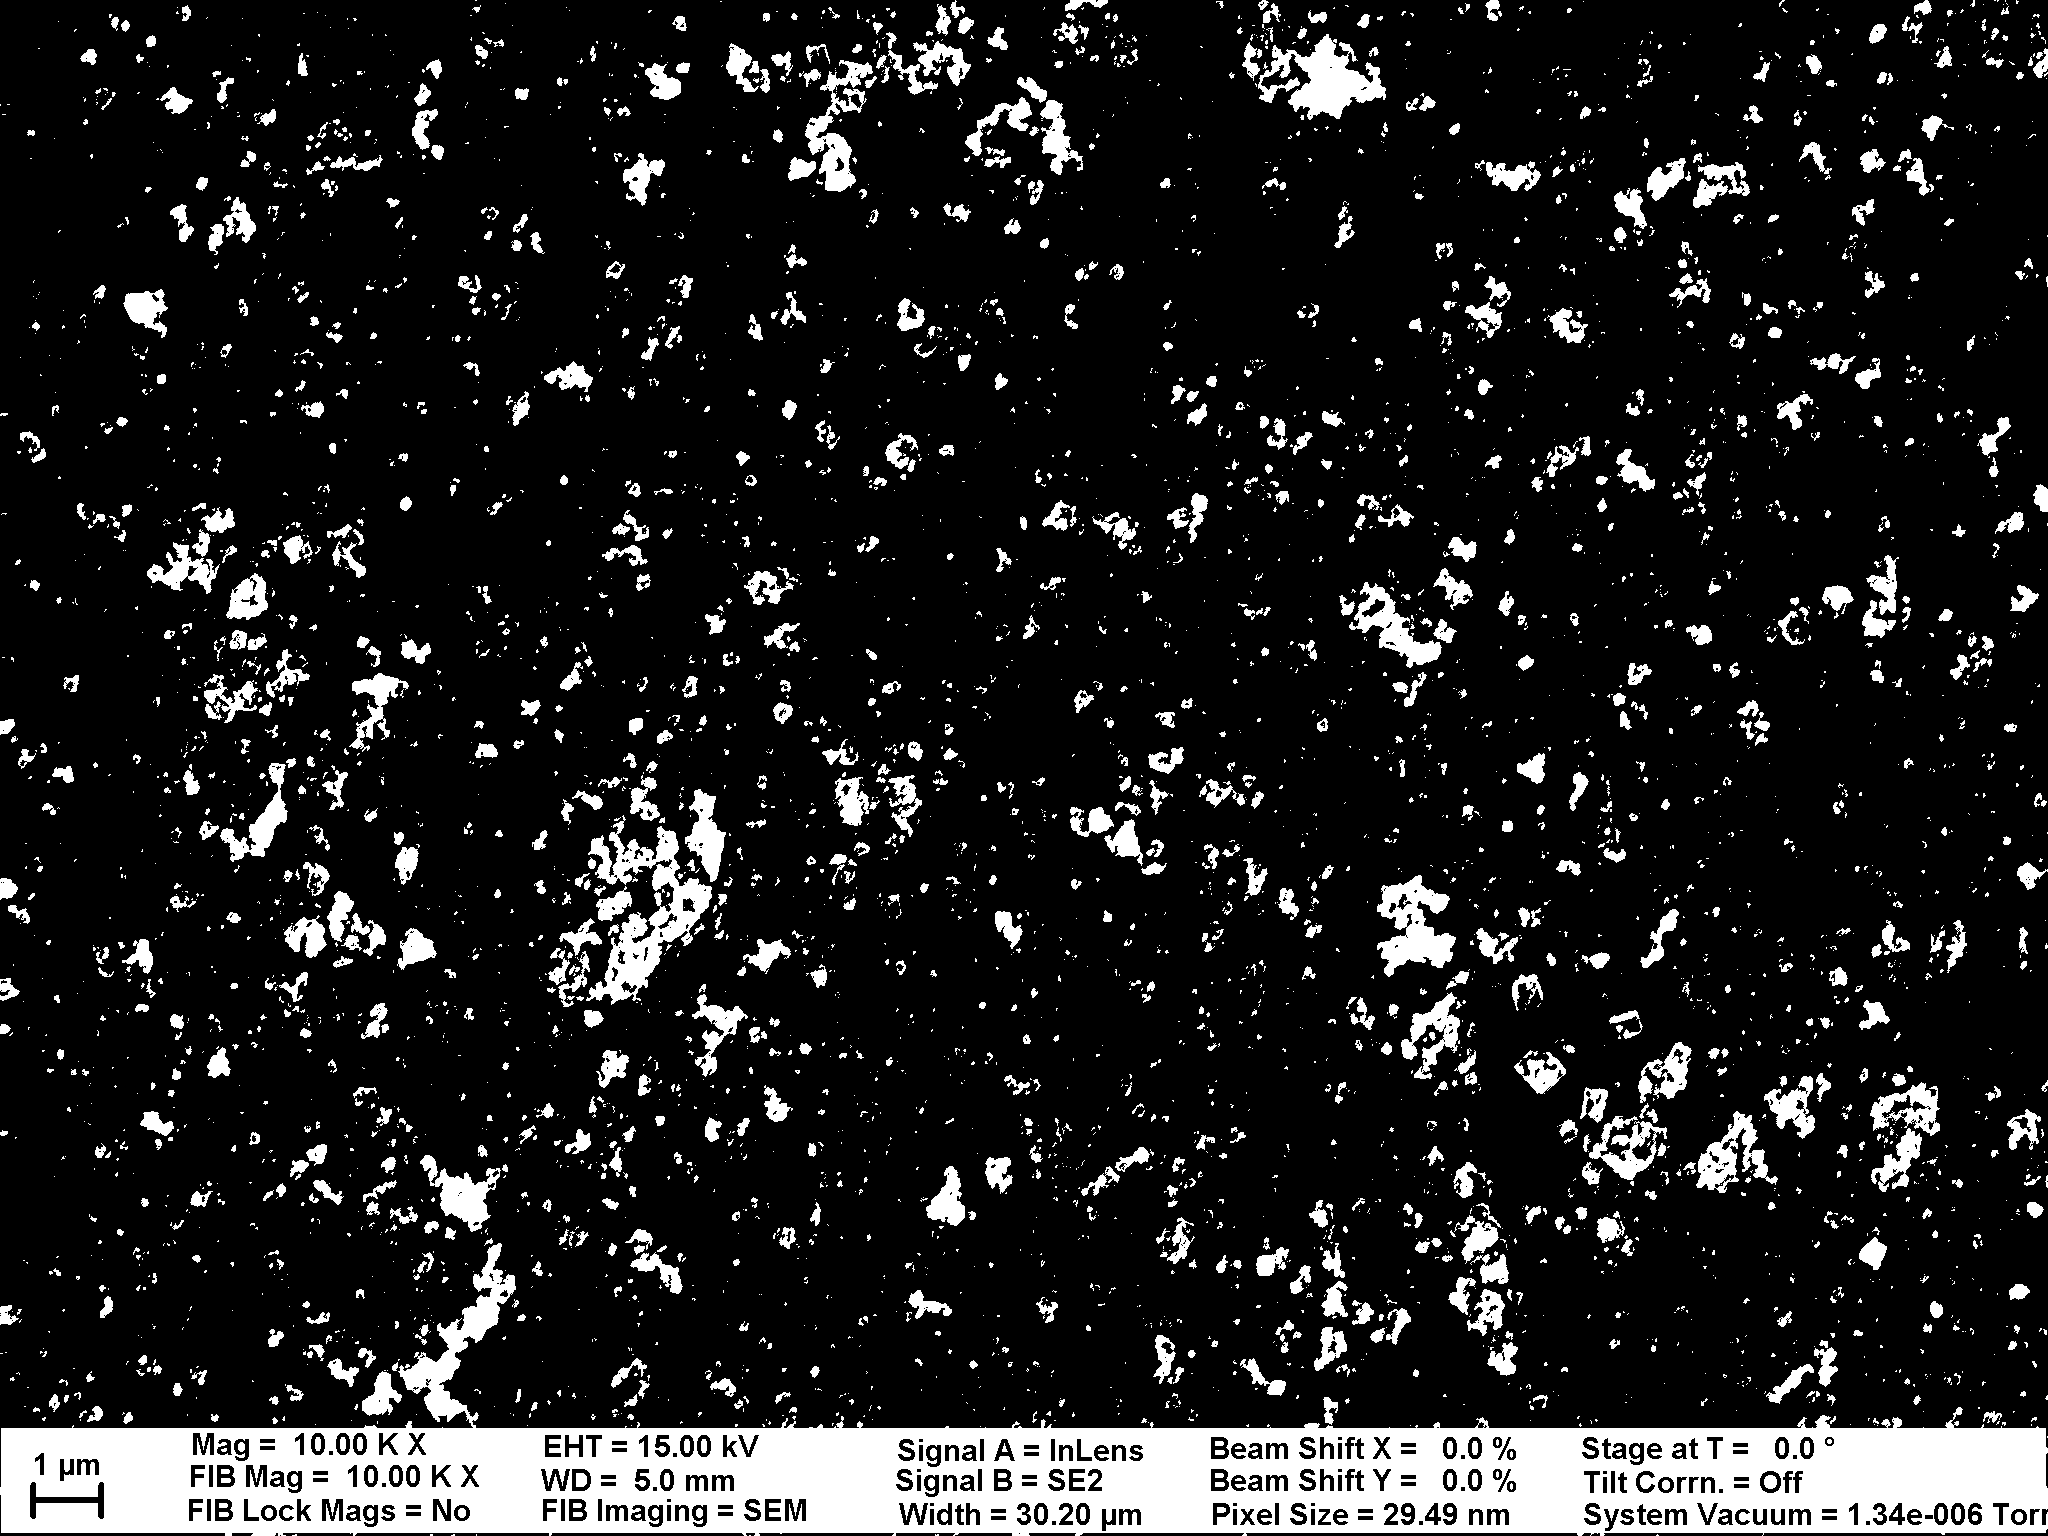 1 µm
Mag = 10.00 K X
FIB Mag = 10.00 K X
FIB Lock Mags = No
EHT = 15.00 kV
WD = 5.0 mm
FIB Imaging = SEM
Signal A = InLens
Signal B = SE2
Width = 30.20 µm
Beam Shift X = 0.0 %
Beam Shift Y = 0.0 %
Pixel Size = 29.49 nm
Stage at T = 0.0 °
Tilt Corrn. = Off
System Vacuum = 1.34e-006 Torr